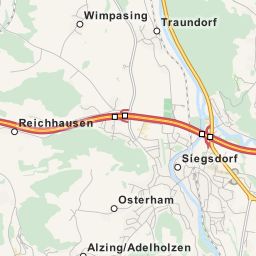 Wimpasing
Traundorf
Reichhausen
Siegsdorf
Osterham
Alzing/Adelholzen